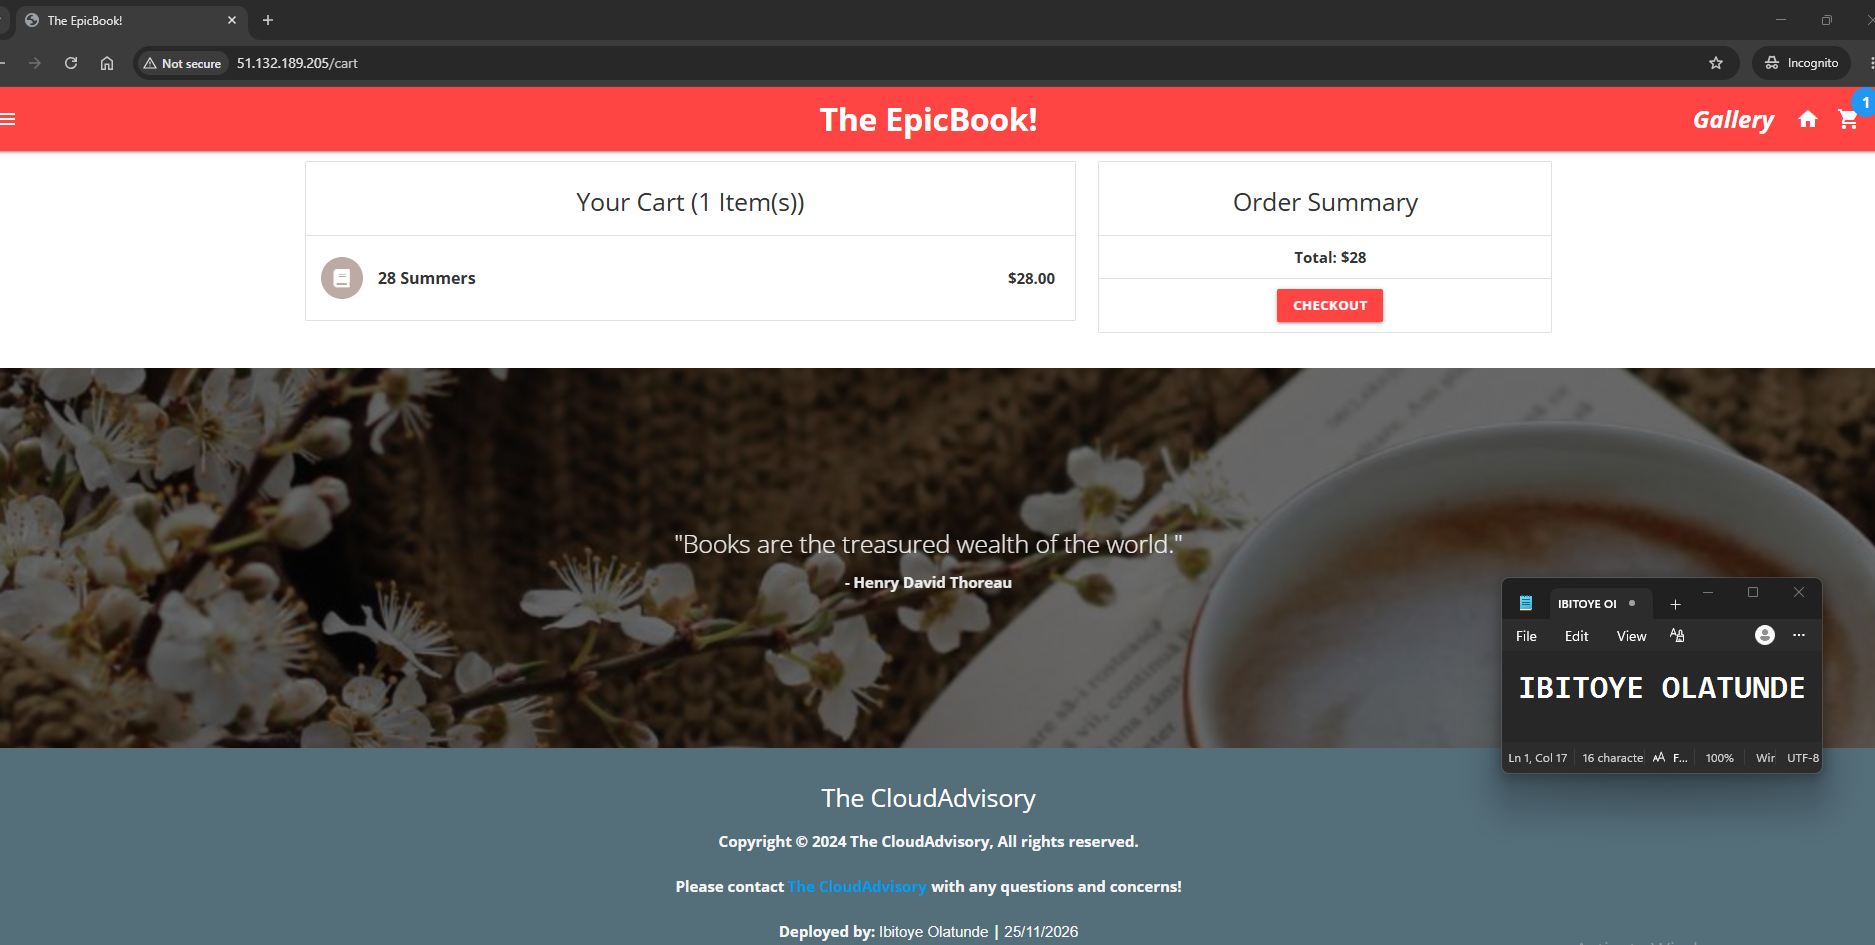 The EpicBook!
Not secure
51.132.189.205/cart
Incognito
The EpicBook!
Gallery
1
Your Cart (1 Item(s))
28 Summers
$28.00
Order Summary
Total: $28
CHECKOUT
"Books are the treasured wealth of the world."
- Henry David Thoreau
IBITOYE OI
File
Edit
View
IBITOYE OLATUNDE
Ln 1, Col 17
16 characte
F...
100%
Wir
UTF-8
The CloudAdvisory
Copyright © 2024 The CloudAdvisory, All rights reserved.
Please contact The CloudAdvisory with any questions and concerns!
Deployed by: Ibitoye Olatunde | 25/11/2026